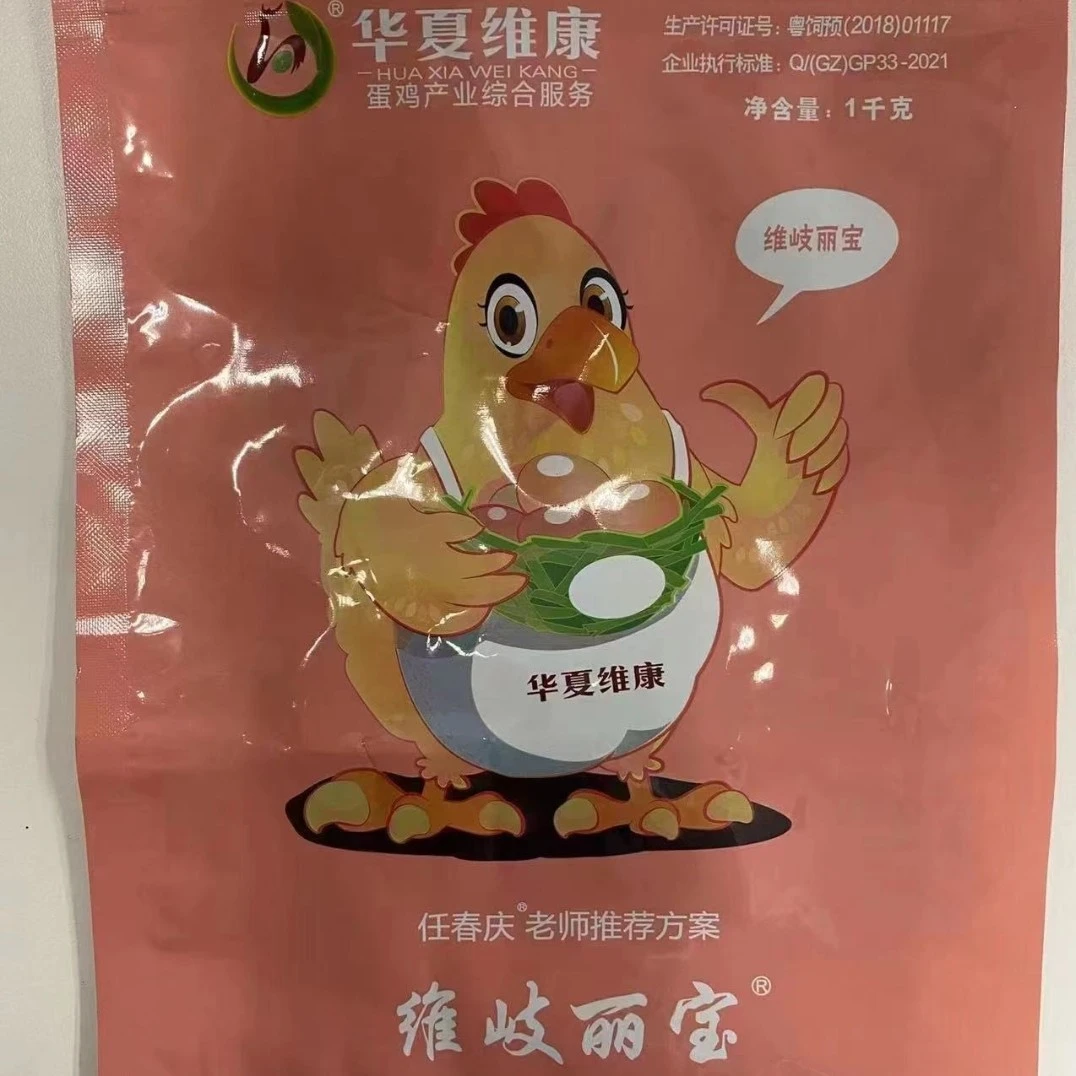 ®
华夏维康
HUA XIA WEI KANG
蛋鸡产业综合服务
生产许可证号：粤饲预(2018)01117
企业执行标准：Q/(GZ)GP33-2021
净含量：1千克
维岐丽宝
华夏维康
任春庆®老师推荐方案
维岐丽宝®